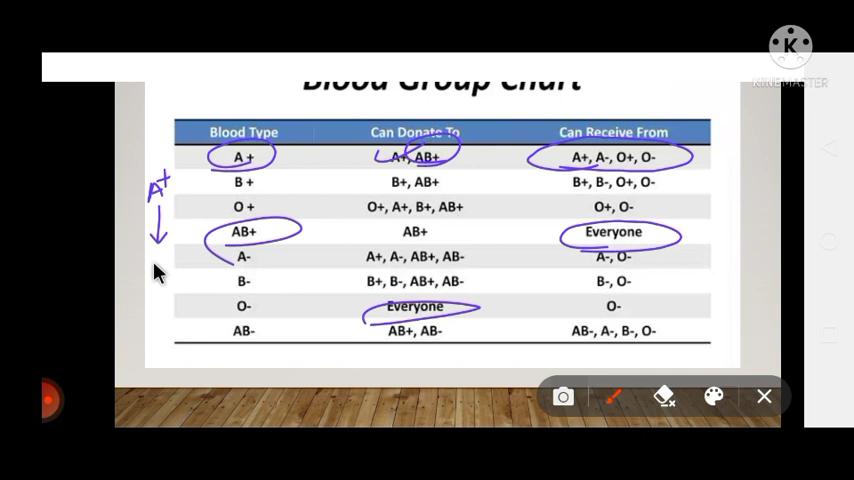 K
KINEMASTER
Blood Group Chart
Blood Type Can Donate To Can Receive From
A + A+, AB+ A+, A-, O+, O-
B + B+, AB+ B+, B-, O+, O-
O + O+, A+, B+, AB+ O+, O-
A+
AB+ AB+ Everyone
A- A+, A-, AB+, AB- A-, O-
B- B+, B-, AB+, AB- B-, O-
O- Everyone O-
AB- AB+, AB- AB-, A-, B-, O-